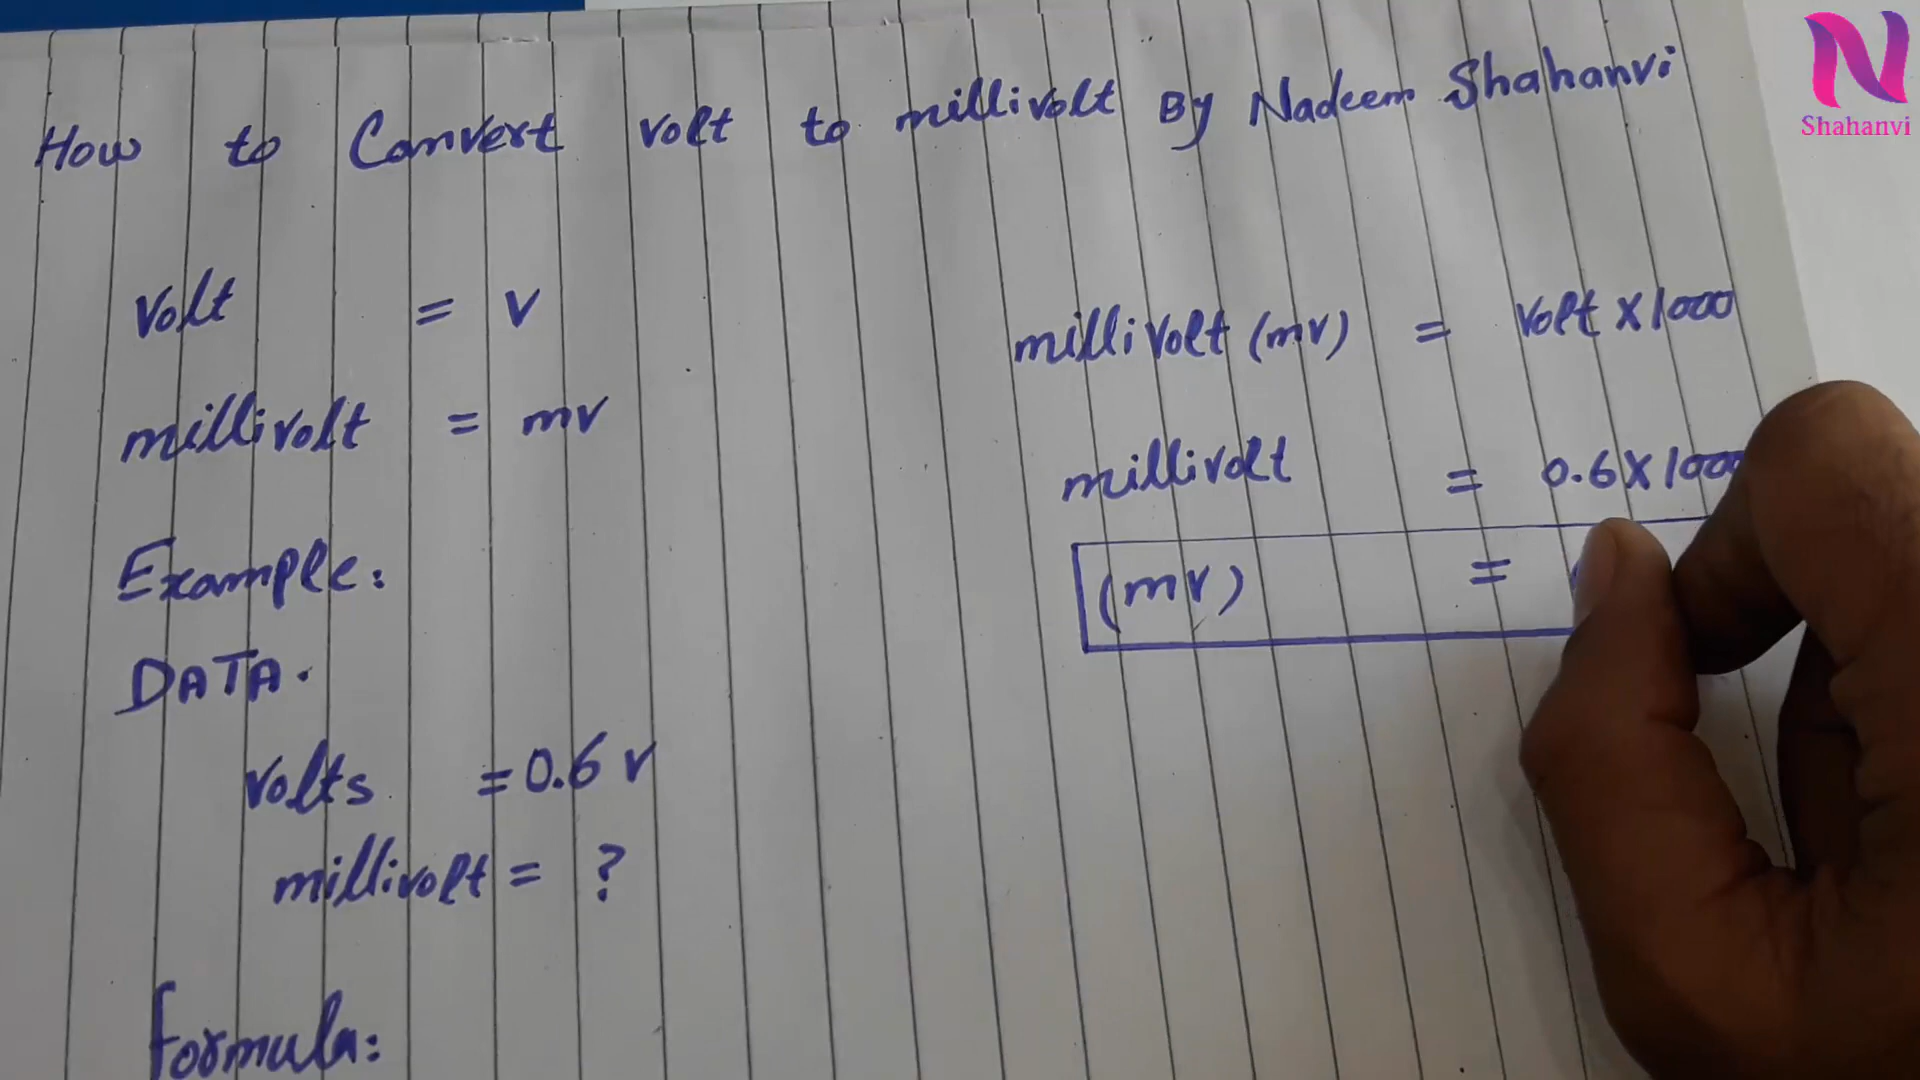 How to Convert volt to millivolt By Nadeem Shahanvi
N
Shahanvi
Volt = V
millivolt = mV
Example:
DATA.
Volts = 0.6 V
millivolt = ?
Formula:
milliVolt (mV) = Volt X 1000
millivolt = 0.6 X 1000
(mV) =